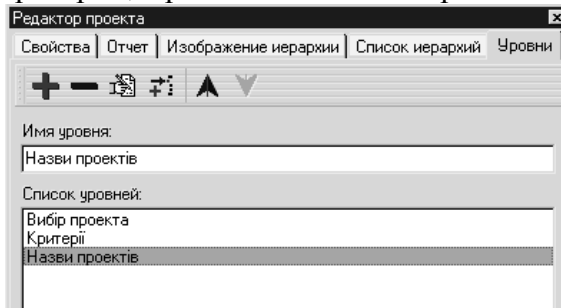 Редактор проекта
Свойства Отчет Изображение иерархии Список иерархий Уровни
Имя уровня:
Назви проектів
Список уровней:
Вибір проекта
Критерії
Назви проектів